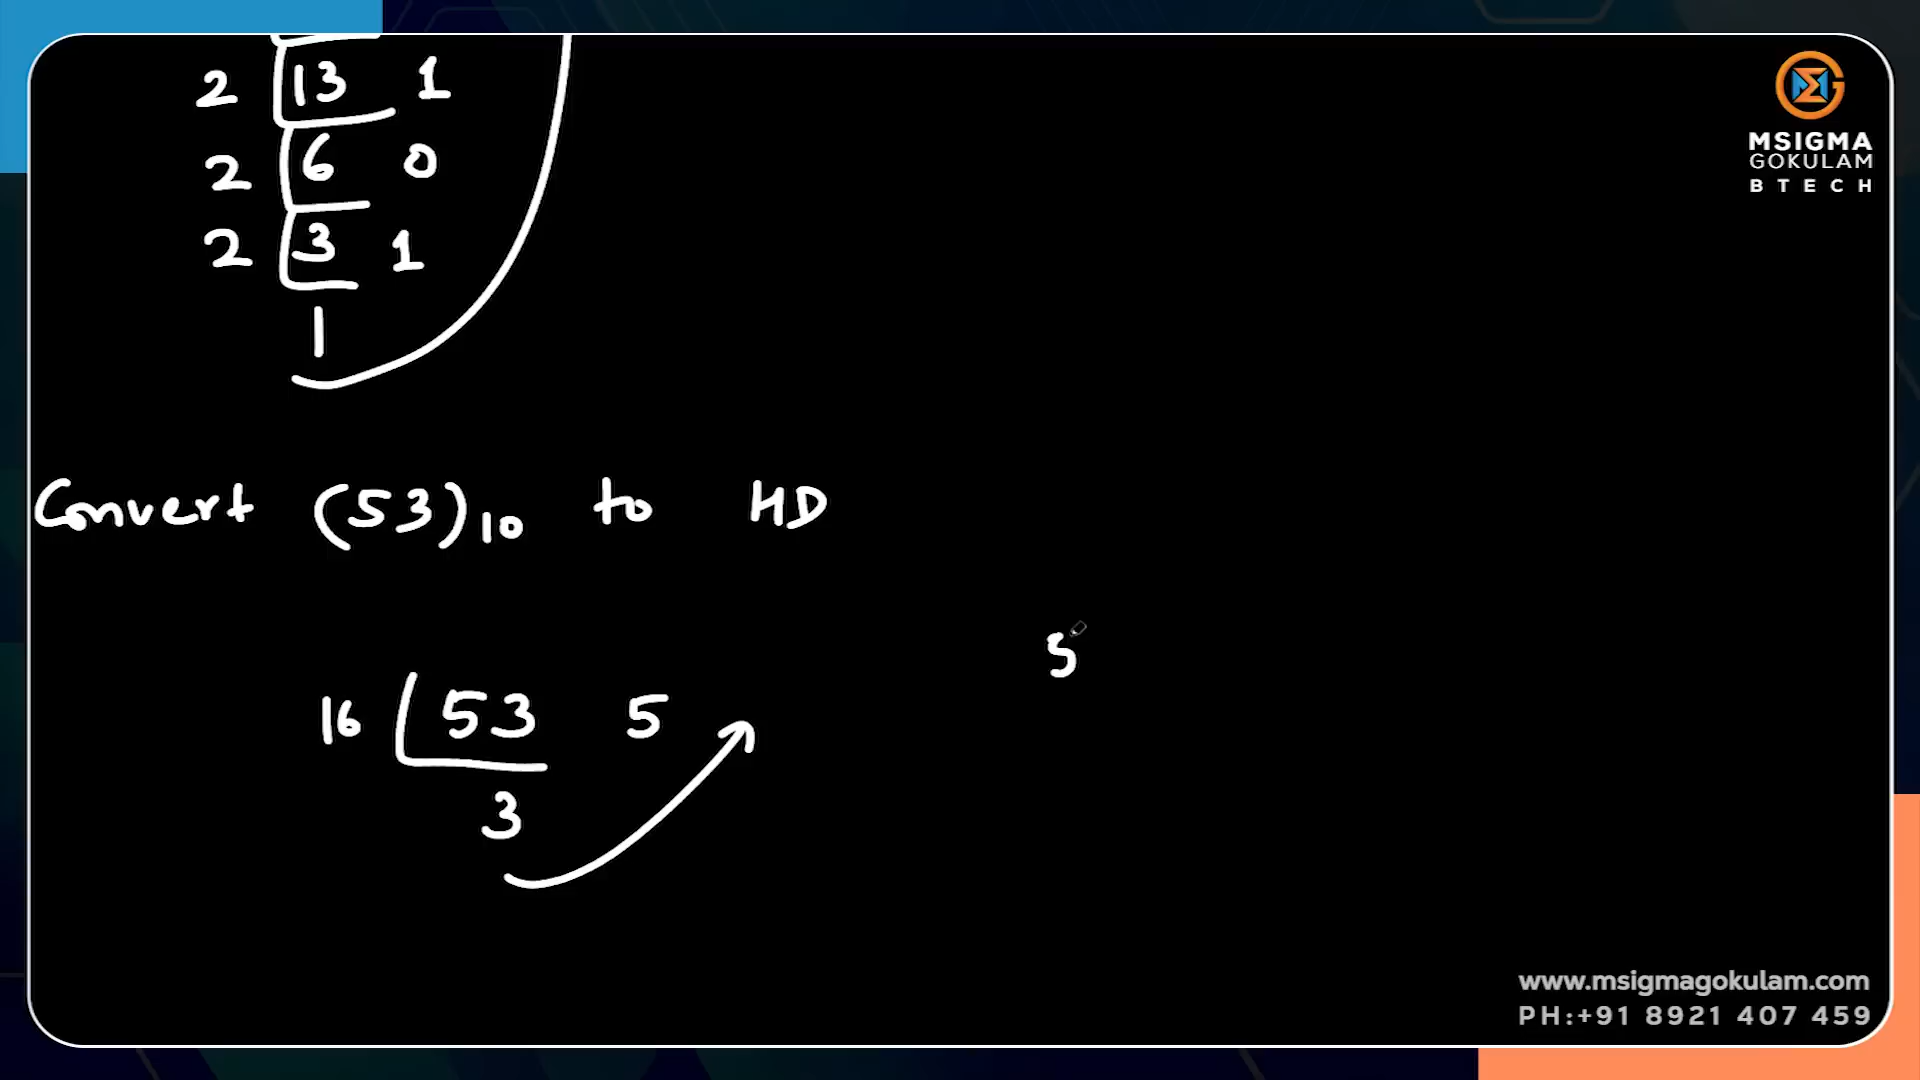 2 13 1
2 6 0
2 3 1
1
Convert (53)10 to HD
5
16 53 5
3
MSIGMA
GOKULAM
BTECH
www.msigmagokulam.com
PH:+91 8921 407 459